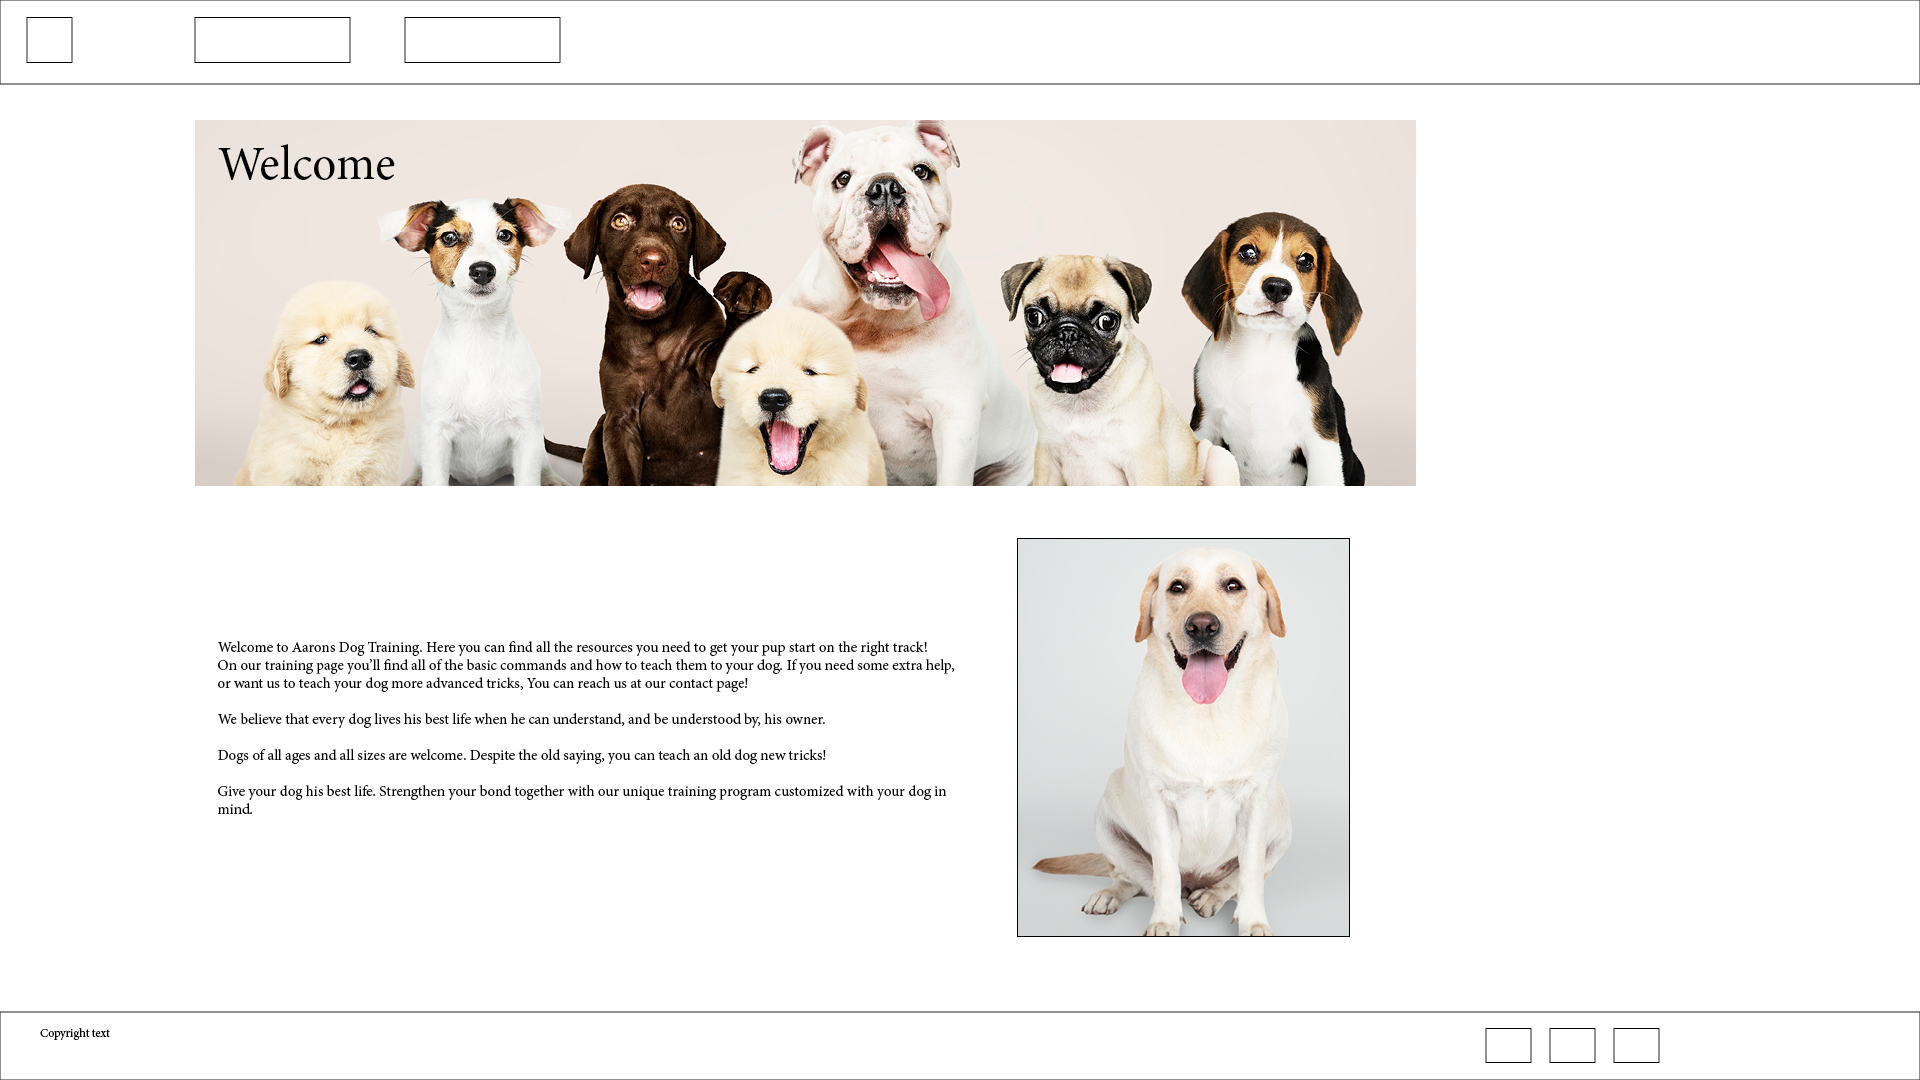 Welcome
Welcome to Aarons Dog Training. Here you can find all the resources you need to get your pup start on the right track!
On our training page you’ll find all of the basic commands and how to teach them to your dog. If you need some extra help,
or want us to teach your dog more advanced tricks, You can reach us at our contact page!
We believe that every dog lives his best life when he can understand, and be understood by, his owner.
Dogs of all ages and all sizes are welcome. Despite the old saying, you can teach an old dog new tricks!
Give your dog his best life. Strengthen your bond together with our unique training program customized with your dog in
mind.
Copyright text